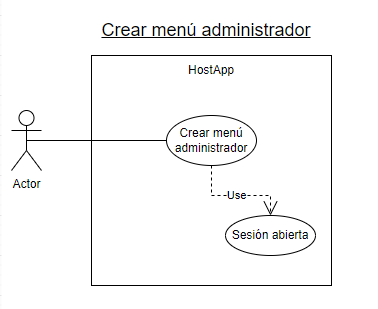 Crear menú administrador
HostApp
Crear menú
administrador
Actor
Use
Sesión abierta